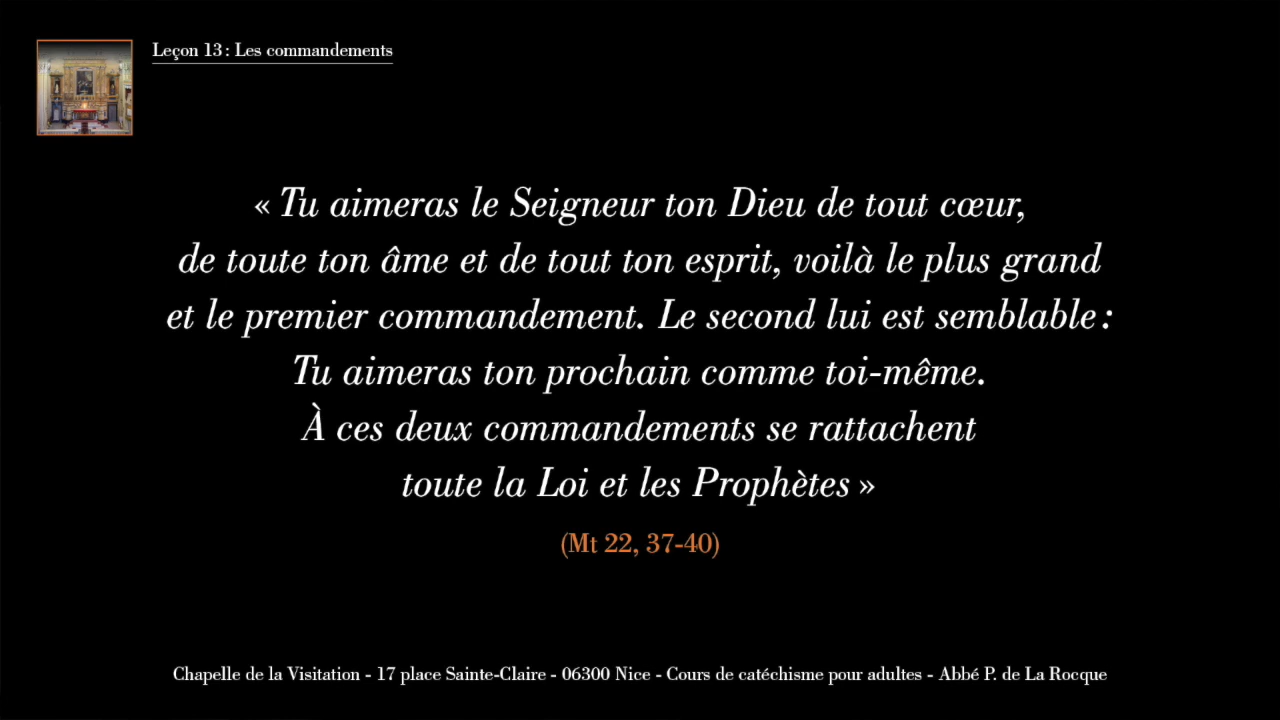 Leçon 13 : Les commandements
« Tu aimeras le Seigneur ton Dieu de tout cœur,
de toute ton âme et de tout ton esprit, voilà le plus grand
et le premier commandement. Le second lui est semblable :
Tu aimeras ton prochain comme toi-même.
À ces deux commandements se rattachent
toute la Loi et les Prophètes »
(Mt 22, 37-40)
Chapelle de la Visitation - 17 place Sainte-Claire - 06300 Nice - Cours de catéchisme pour adultes - Abbé P. de La Rocque